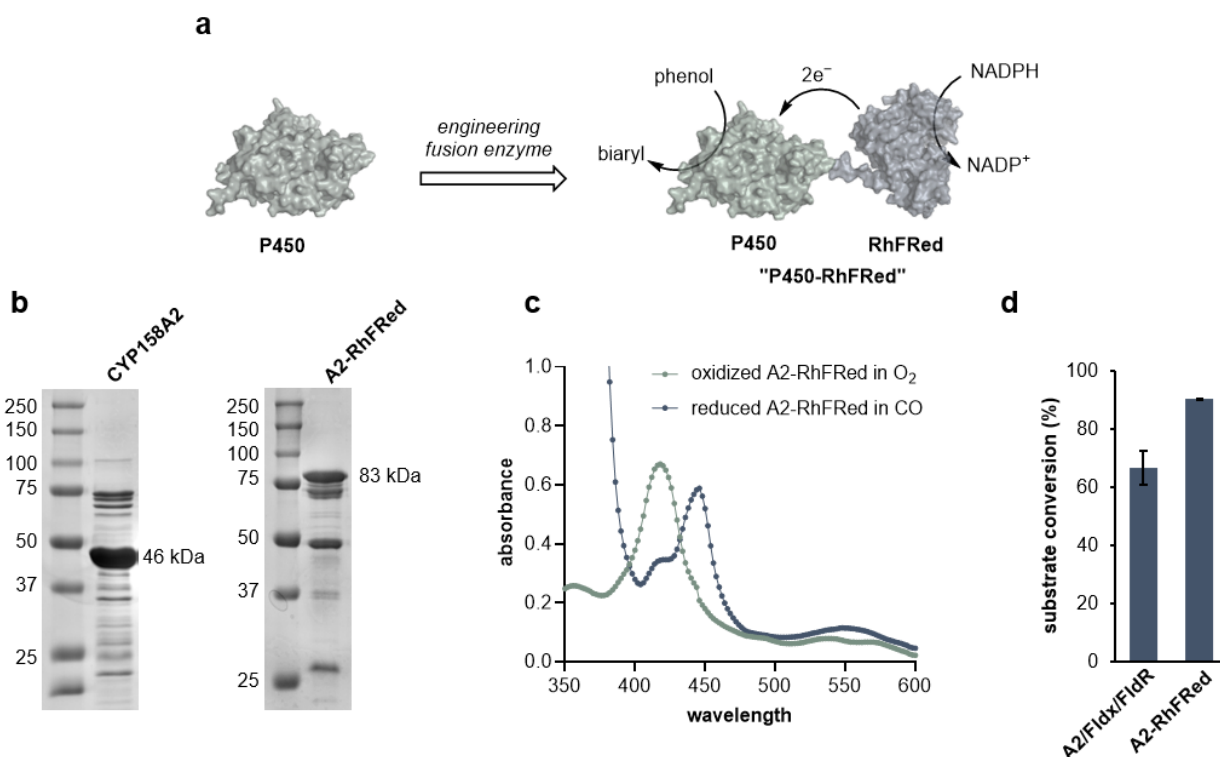 a
engineering
fusion enzyme
P450
phenol
2e⁻
NADPH
biaryl
NADP⁺
P450
RhFRed
"P450-RhFRed"
b
CYP158A2
250
150
100
75
50
37
25
46 kDa
A2-RhFRed
250
150
100
75
50
37
25
83 kDa
c
oxidized A2-RhFRed in O₂
reduced A2-RhFRed in CO
absorbance
1.0
0.8
0.6
0.4
0.2
0.0
350 400 450 500 550 600
wavelength
d
substrate conversion (%)
100
80
60
40
20
0
A2/Fldx/FldR
A2-RhFRed